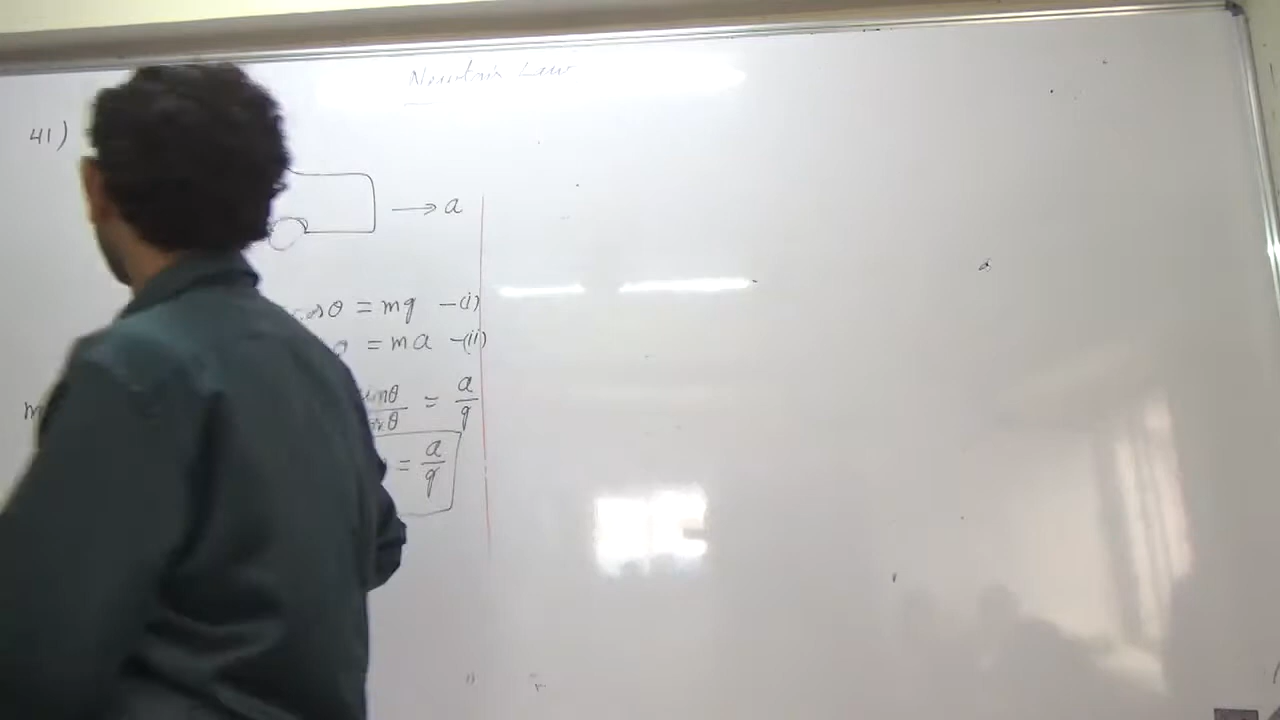 Newton's Law
41)
→ a
cosθ = mg —(i)
θ = ma —(ii)
m
sinθ/cosθ = a/g
= a/g